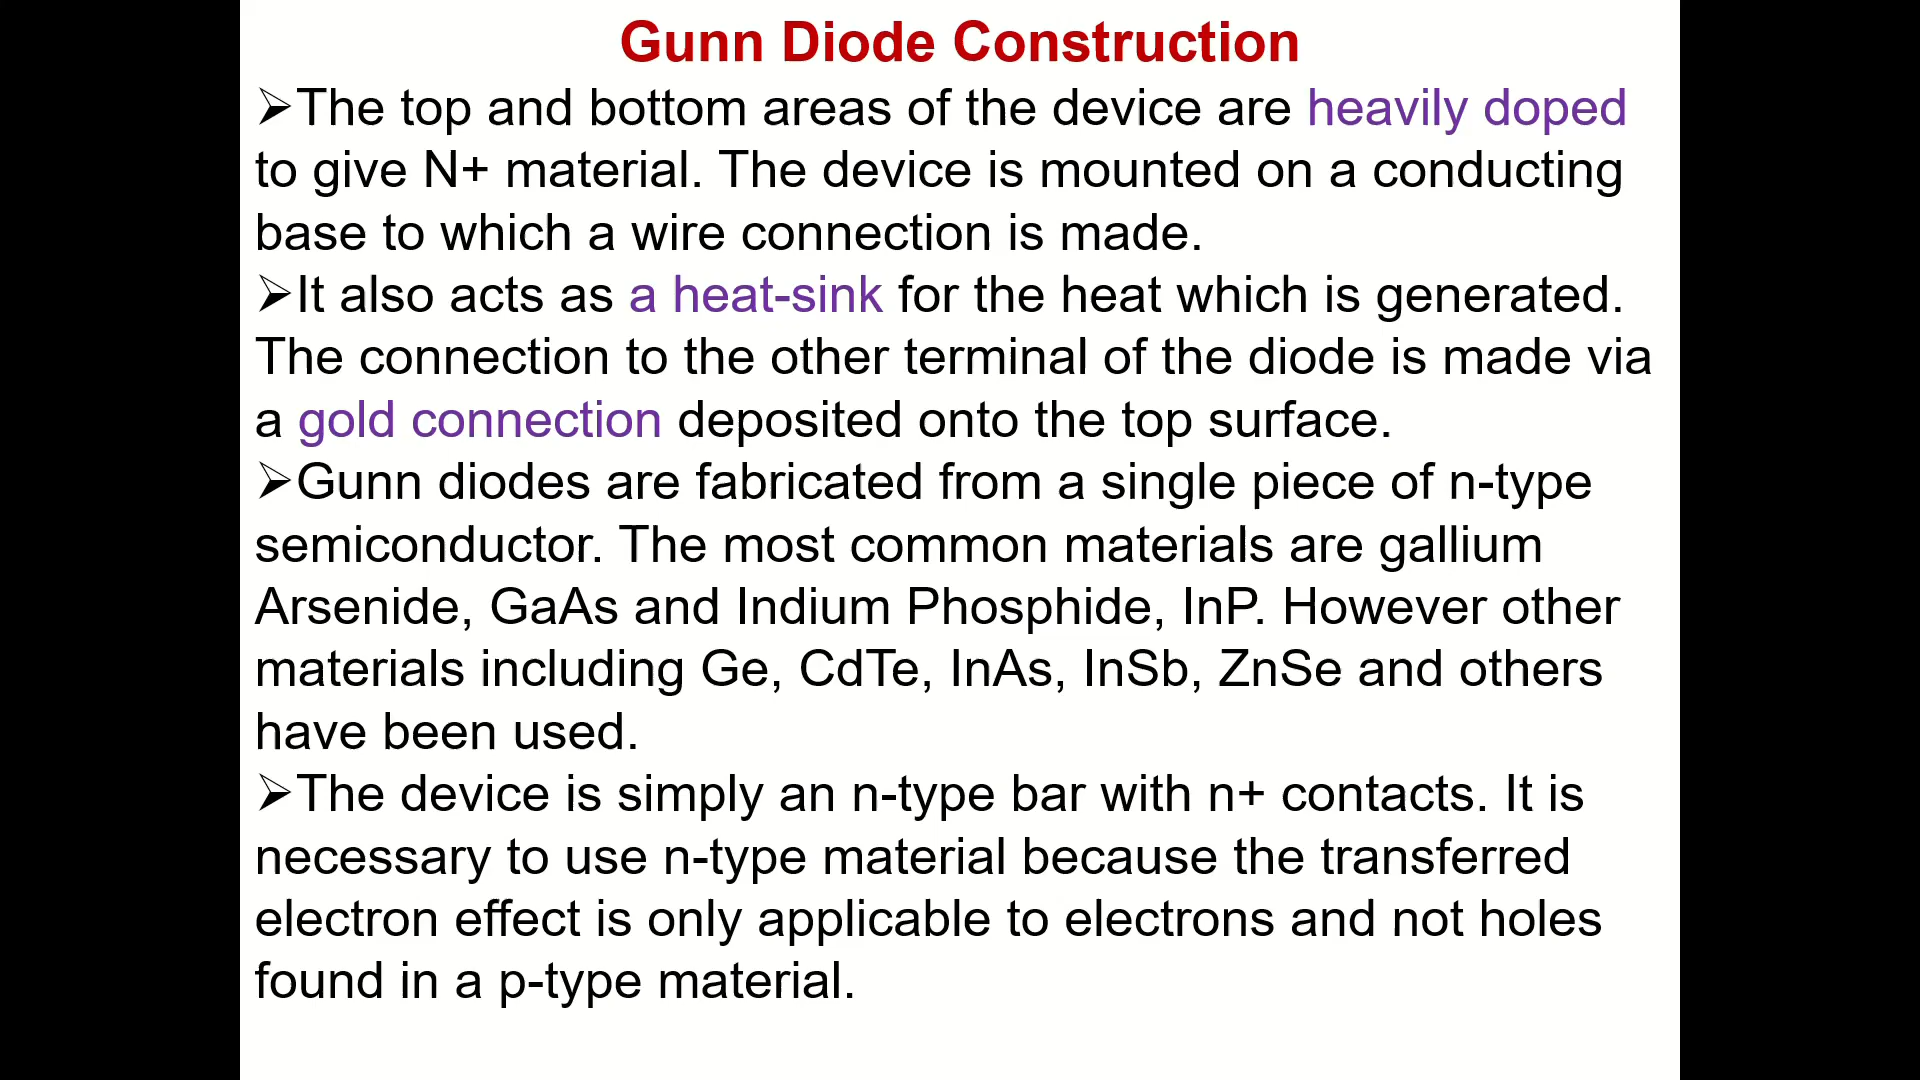 Gunn Diode Construction
➢The top and bottom areas of the device are heavily doped
to give N+ material. The device is mounted on a conducting
base to which a wire connection is made.
➢It also acts as a heat-sink for the heat which is generated.
The connection to the other terminal of the diode is made via
a gold connection deposited onto the top surface.
➢Gunn diodes are fabricated from a single piece of n-type
semiconductor. The most common materials are gallium
Arsenide, GaAs and Indium Phosphide, InP. However other
materials including Ge, CdTe, InAs, InSb, ZnSe and others
have been used.
➢The device is simply an n-type bar with n+ contacts. It is
necessary to use n-type material because the transferred
electron effect is only applicable to electrons and not holes
found in a p-type material.